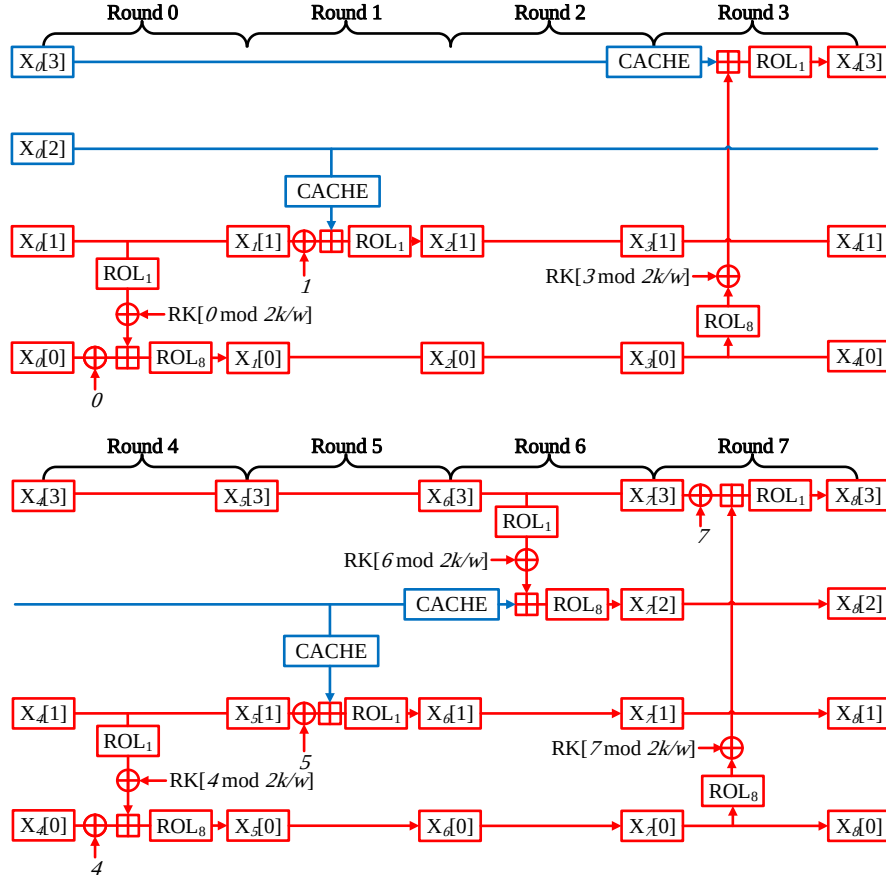 Round 0 Round 1 Round 2 Round 3
X0[3] CACHE ROL1 X4[3]
X0[2]
CACHE
X0[1] X1[1] ROL1 X2[1] X3[1] X4[1]
ROL1 1 RK[3 mod 2k/w]
RK[0 mod 2k/w] ROL8
X0[0] ROL8 X1[0] X2[0] X3[0] X4[0]
0
Round 4 Round 5 Round 6 Round 7
X4[3] X5[3] X6[3] X7[3] ROL1 X8[3]
ROL1 7
RK[6 mod 2k/w]
CACHE ROL8 X7[2] X8[2]
CACHE
X4[1] X5[1] ROL1 X6[1] X7[1] X8[1]
ROL1 5 RK[7 mod 2k/w]
RK[4 mod 2k/w] ROL8
X4[0] ROL8 X5[0] X6[0] X7[0] X8[0]
4